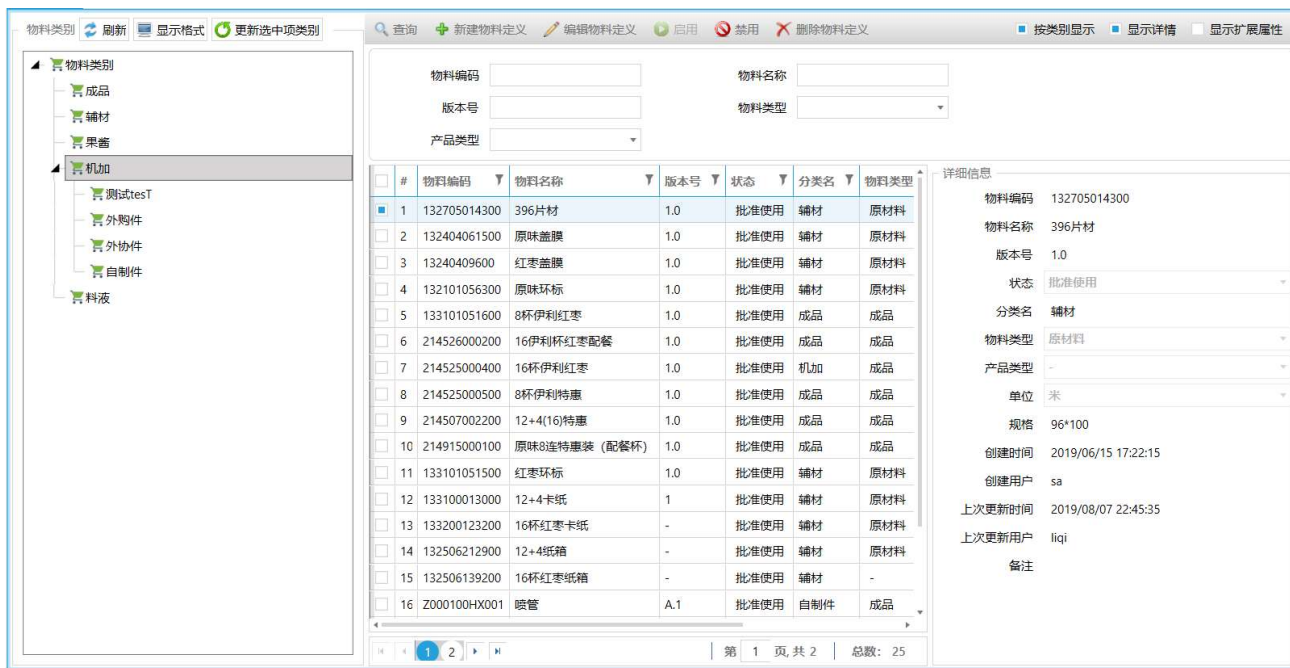 物料类别 刷新 显示格式 更新选中项类别
物料类别
成品
辅材
果酱
机加
测试tesT
外购件
外协件
自制件
料液
查询 新建物料定义 编辑物料定义 启用 禁用 删除物料定义 按类别显示 显示详情 显示扩展属性
物料编码 物料名称
版本号 物料类型
产品类型
# 物料编码 物料名称 版本号 状态 分类名 物料类型
1 132705014300 396片材 1.0 批准使用 辅材 原材料
2 132404061500 原味盖膜 1.0 批准使用 辅材 原材料
3 13240409600 红枣盖膜 1.0 批准使用 辅材 原材料
4 132101056300 原味环标 1.0 批准使用 辅材 原材料
5 133101051600 8杯伊利红枣 1.0 批准使用 成品 成品
6 214526000200 16伊利杯红枣配餐 1.0 批准使用 成品 成品
7 214525000400 16杯伊利红枣 1.0 批准使用 机加 成品
8 214525000500 8杯伊利特惠 1.0 批准使用 成品 成品
9 214507002200 12+4(16)特惠 1.0 批准使用 成品 成品
10 214915000100 原味8连特惠装（配餐杯） 1.0 批准使用 成品 成品
11 133101051500 红枣环标 1.0 批准使用 辅材 原材料
12 133100013000 12+4卡纸 1 批准使用 辅材 原材料
13 133200123200 16杯红枣卡纸 - 批准使用 辅材 原材料
14 132506212900 12+4纸箱 - 批准使用 辅材 原材料
15 132506139200 16杯红枣纸箱 - 批准使用 辅材 -
16 Z000100HX001 喷管 A.1 批准使用 自制件 成品
1 2 第 1 页,共 2 总数: 25
详细信息
物料编码 132705014300
物料名称 396片材
版本号 1.0
状态 批准使用
分类名 辅材
物料类型 原材料
产品类型 -
单位 米
规格 96*100
创建时间 2019/06/15 17:22:15
创建用户 sa
上次更新时间 2019/08/07 22:45:35
上次更新用户 liqi
备注